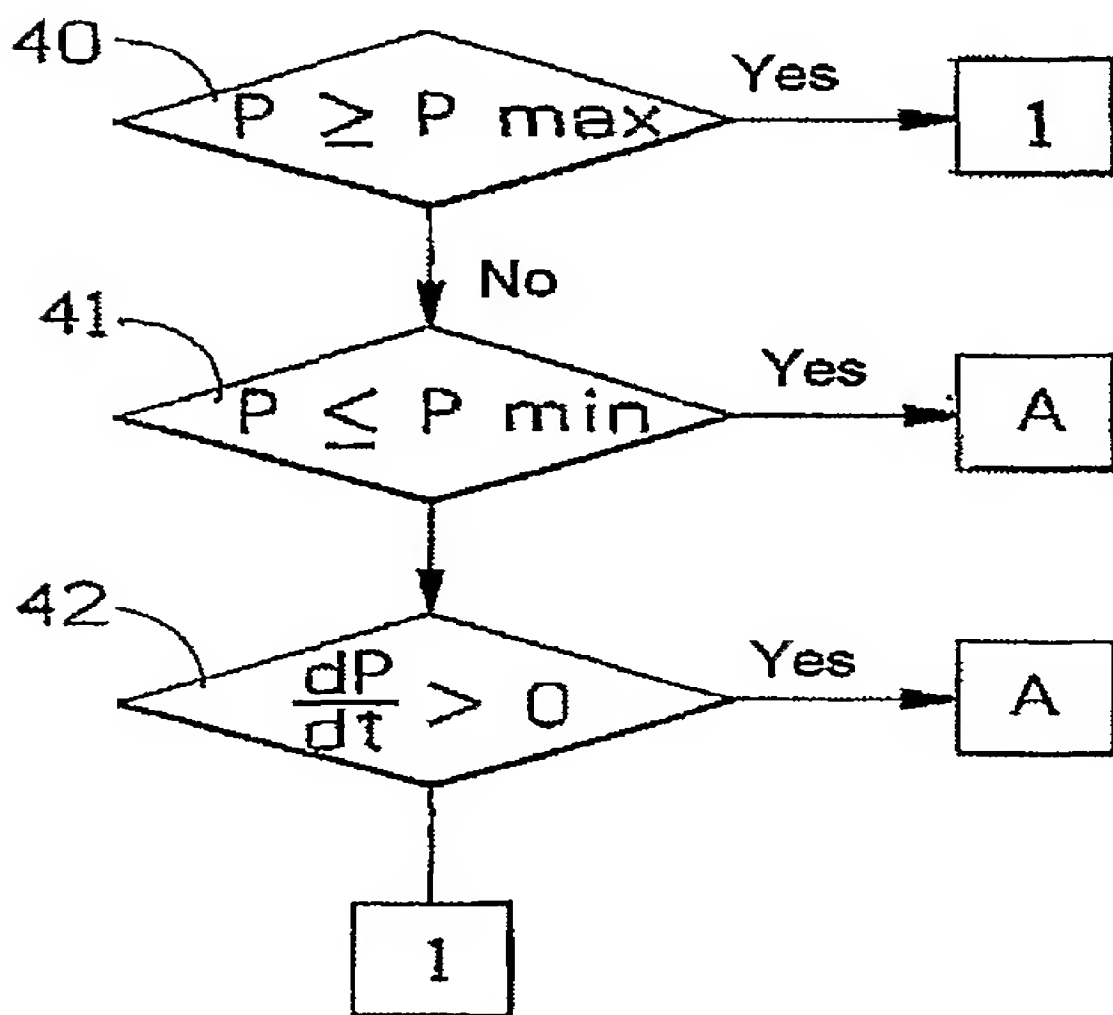 40
P ≥ P max
Yes
1
No
41
P ≤ P min
Yes
A
42
dP
dt
> 0
Yes
A
1